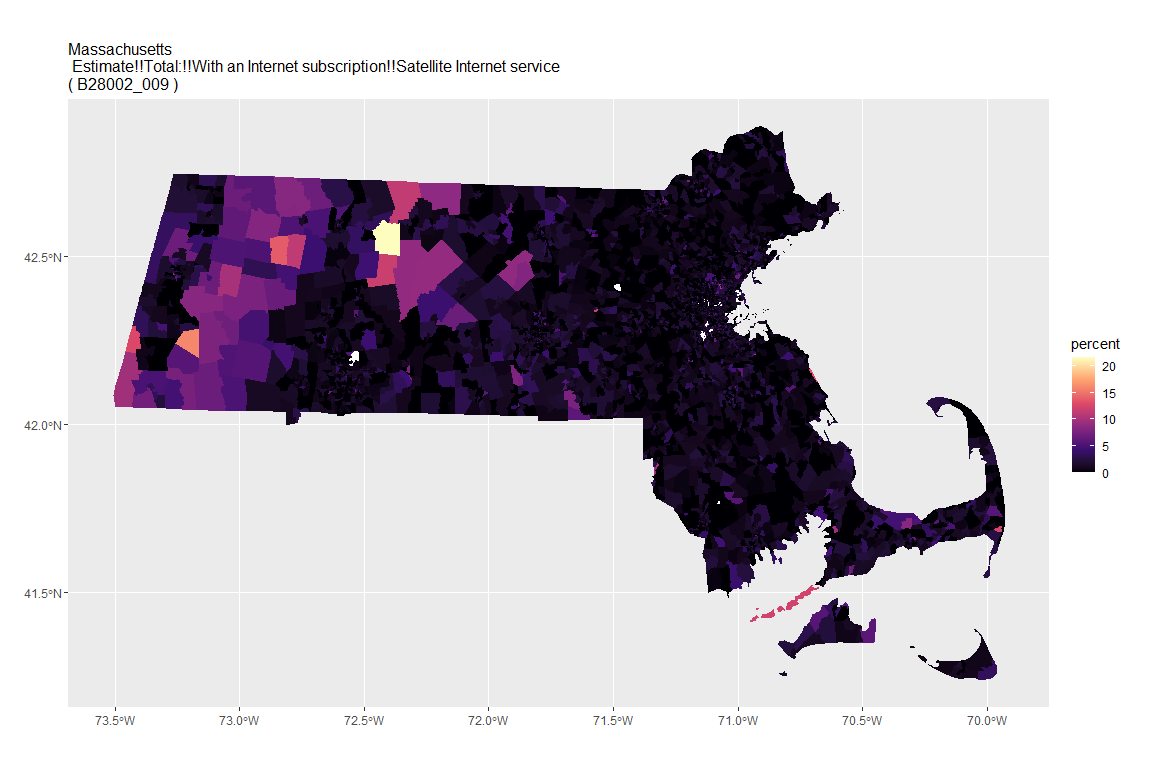 Massachusetts
Estimate!!Total:!!With an Internet subscription!!Satellite Internet service
( B28002_009 )
42.5°N
42.0°N
41.5°N
73.5°W
73.0°W
72.5°W
72.0°W
71.5°W
71.0°W
70.5°W
70.0°W
percent
20
15
10
5
0